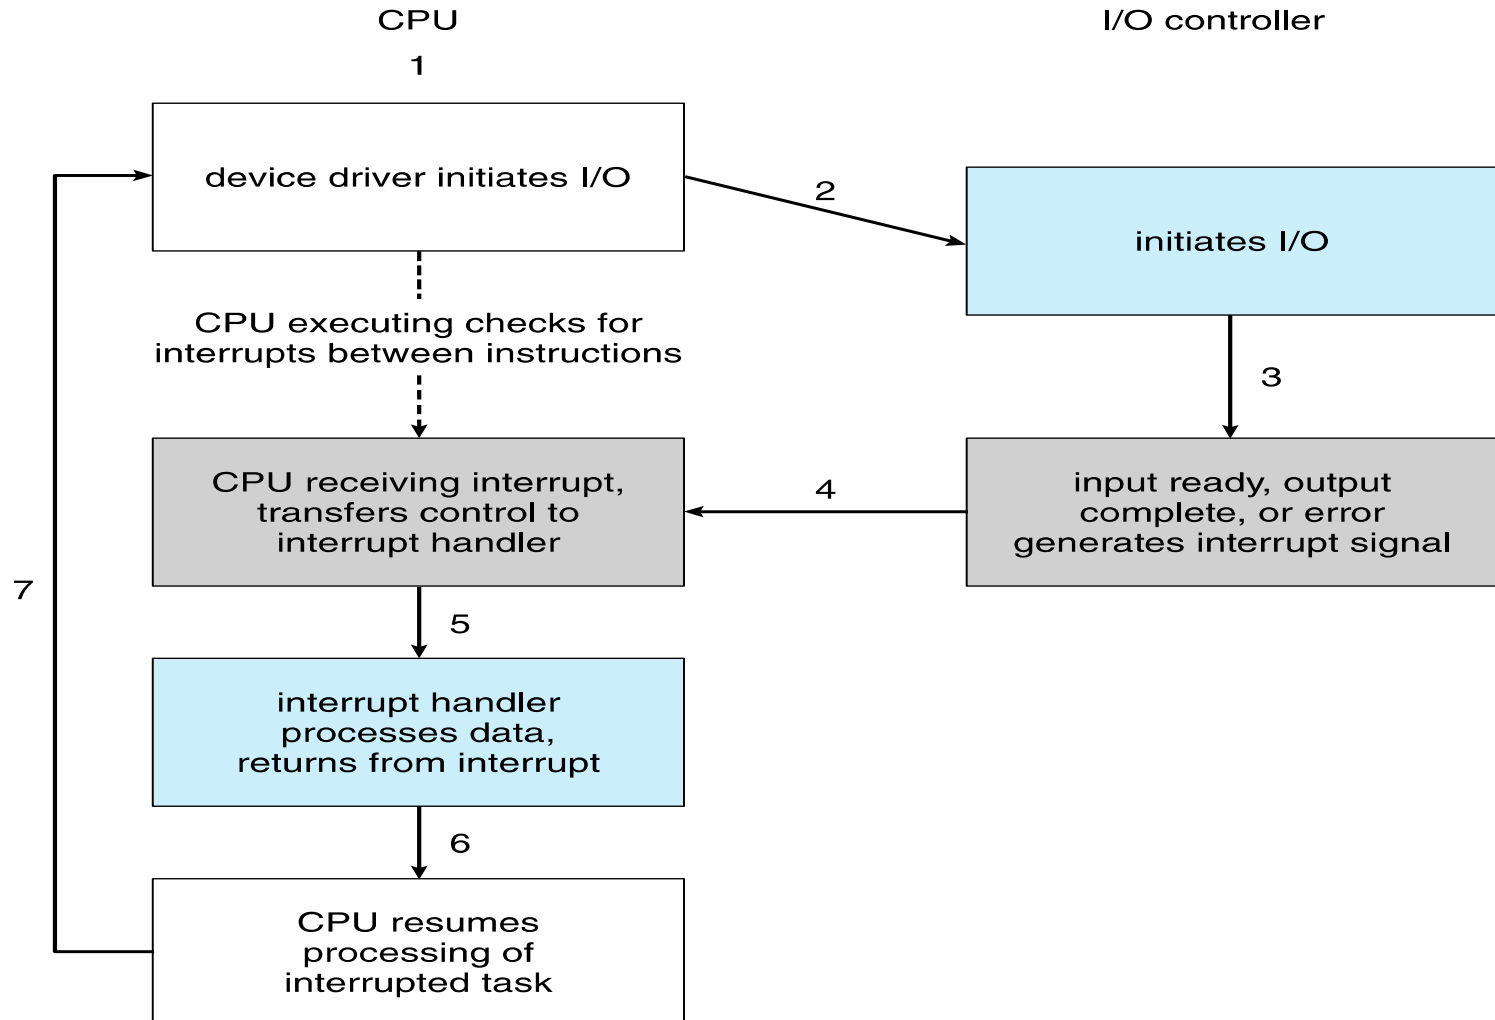 CPU
I/O controller
1
device driver initiates I/O
2
initiates I/O
CPU executing checks for
interrupts between instructions
3
CPU receiving interrupt,
transfers control to
interrupt handler
4
input ready, output
complete, or error
generates interrupt signal
7
5
interrupt handler
processes data,
returns from interrupt
6
CPU resumes
processing of
interrupted task